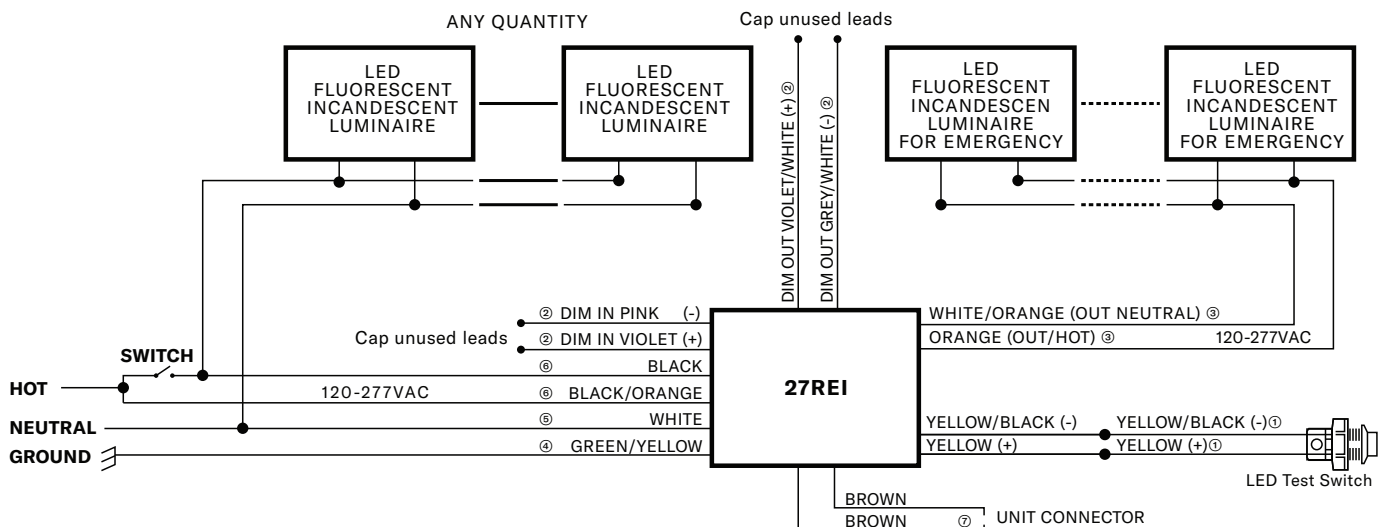 ANY QUANTITY
Cap unused leads
LED
FLUORESCENT
INCANDESCENT
LUMINAIRE
LED
FLUORESCENT
INCANDESCENT
LUMINAIRE
DIM OUT VIOLET/WHITE (+) ②
DIM OUT GREY/WHITE (-) ②
LED
FLUORESCENT
INCANDESCEN
LUMINAIRE
FOR EMERGENCY
LED
FLUORESCENT
INCANDESCENT
LUMINAIRE
FOR EMERGENCY
② DIM IN PINK (-)
Cap unused leads
② DIM IN VIOLET (+)
SWITCH
⑥ BLACK
HOT
120-277VAC
⑥ BLACK/ORANGE
NEUTRAL
⑤ WHITE
GROUND
④ GREEN/YELLOW
27REI
WHITE/ORANGE (OUT NEUTRAL) ③
ORANGE (OUT/HOT) ③ 120-277VAC
YELLOW/BLACK (-) YELLOW/BLACK (-)①
YELLOW (+) YELLOW (+)①
LED Test Switch
BROWN
BROWN ⑦ UNIT CONNECTOR